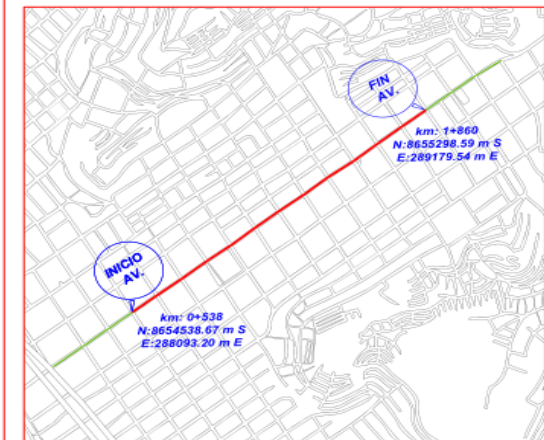 FIN
AV.
km: 1+860
N:8655298.59 m S
E:289179.54 m E
INICIO
AV.
km: 0+538
N:8654538.67 m S
E:288093.20 m E